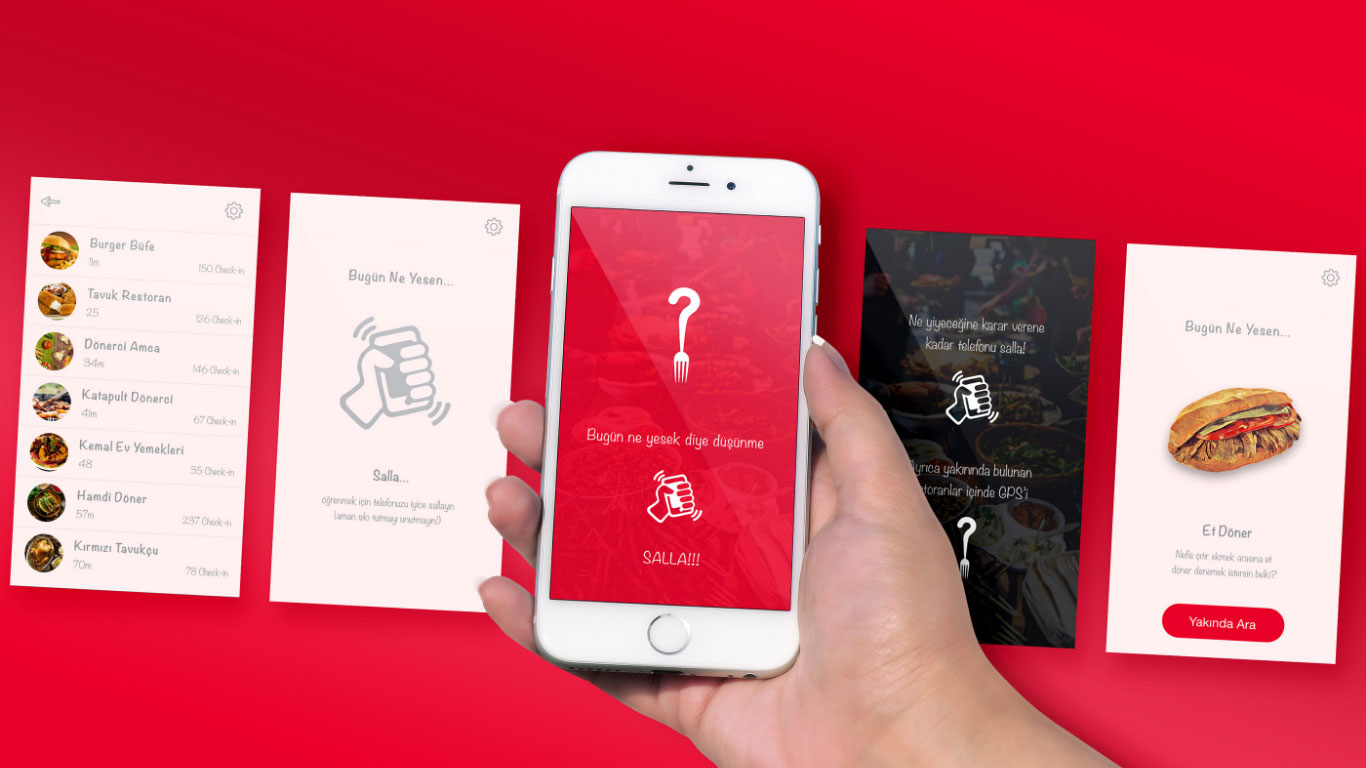 Burger Büfe
11m
150 Check-in
Tavuk Restoran
25
126 Check-in
Dönerci Amca
34m
146 Check-in
Katapult Dönerci
41m
67 Check-in
Kemal Ev Yemekleri
48
35 Check-in
Hamdi Döner
57m
237 Check-in
Kırmızı Tavukçu
70m
78 Check-in
Bugün Ne Yesen...
Salla...
öğrenmek için telefonuzu iyice sallayın
(aman sıkı tutmayı unutmayın!)
Bugün ne yesek diye düşünme
SALLA!!!
Ne yiyeceğine karar verene
kadar telefonu salla!
yakınında bulunan
içinde GPS'i
Bugün Ne Yesen...
Et Döner
Nefis çıtır ekmek arasına et
döner denemek istersin belki?
Yakında Ara